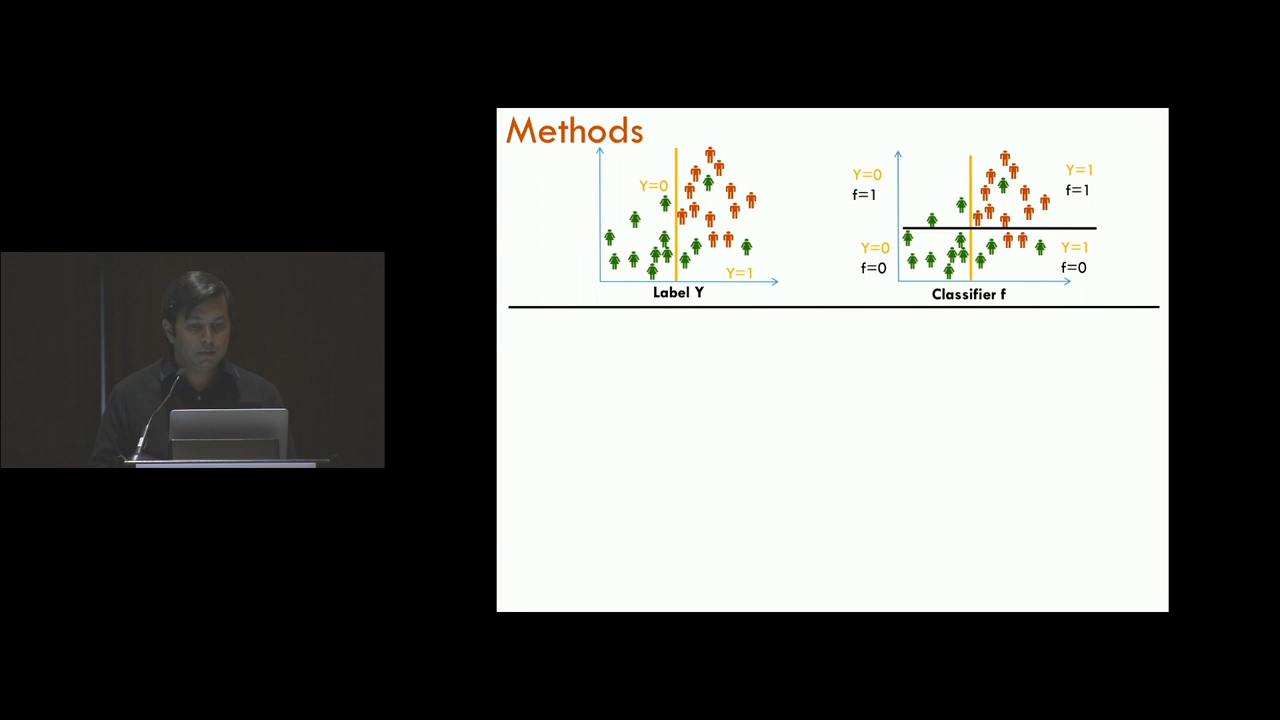 Methods
Y=0
Y=1
Label Y
Y=0
f=1
Y=1
f=1
Y=0
f=0
Y=1
f=0
Classifier f